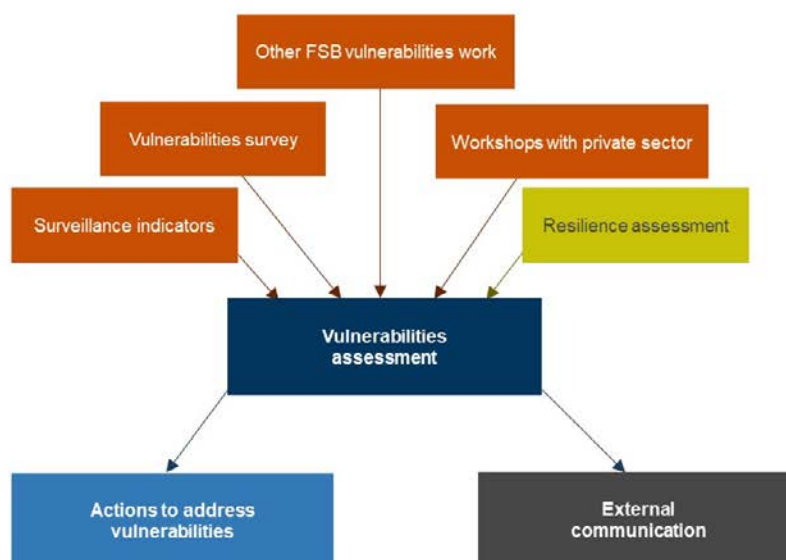 Other FSB vulnerabilities work
Vulnerabilities survey
Workshops with private sector
Surveillance indicators
Resilience assessment
Vulnerabilities
assessment
Actions to address
vulnerabilities
External
communication